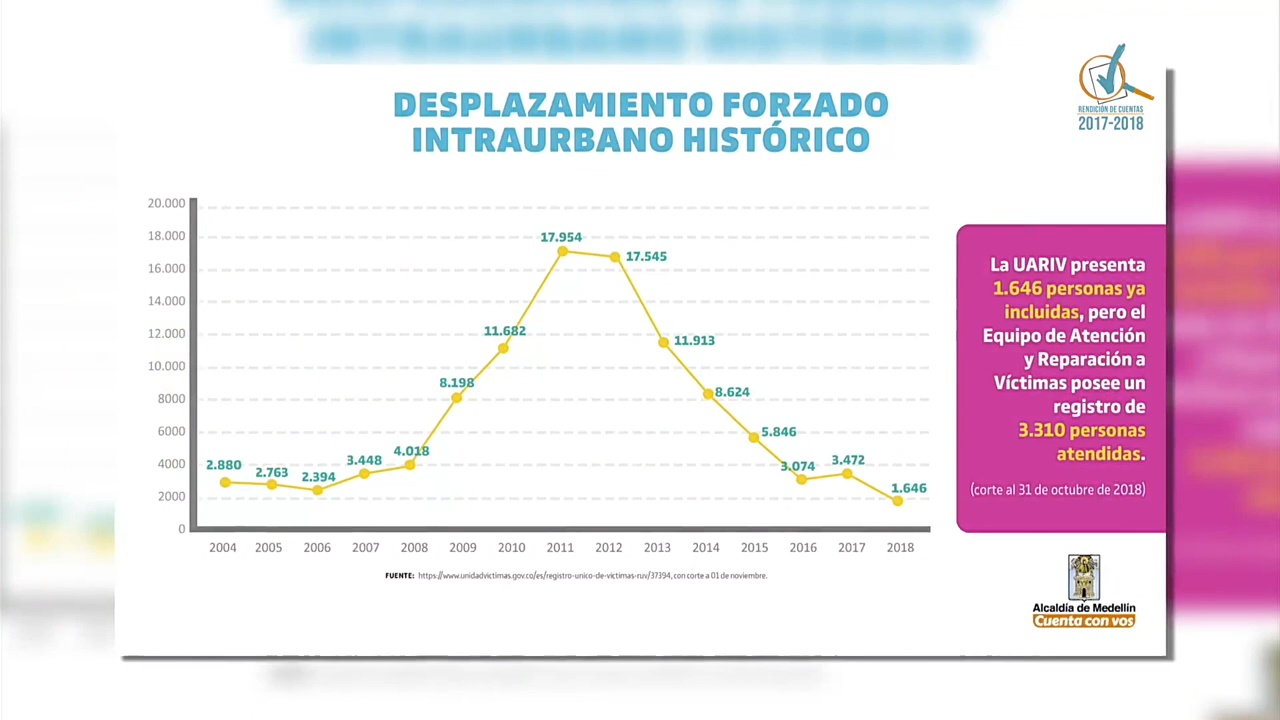 DESPLAZAMIENTO FORZADO
INTRAURBANO HISTÓRICO
RENDICIÓN DE CUENTAS
2017-2018
20.000
18.000
16.000
14.000
12.000
10.000
8000
6000
4000
2000
0
2.880
2.763
2.394
3.448
4.018
8.198
11.682
17.954
17.545
11.913
8.624
5.846
3.074
3.472
1.646
2004
2005
2006
2007
2008
2009
2010
2011
2012
2013
2014
2015
2016
2017
2018
FUENTE: https://www.unidadvictimas.gov.co/es/registro-unico-de-victimas-ruv/37394, con corte a 01 de noviembre.
La UARIV presenta
1.646 personas ya
incluidas, pero el
Equipo de Atención
y Reparación a
Víctimas posee un
registro de
3.310 personas
atendidas.
(corte al 31 de octubre de 2018)
Alcaldía de Medellín
Cuenta con vos